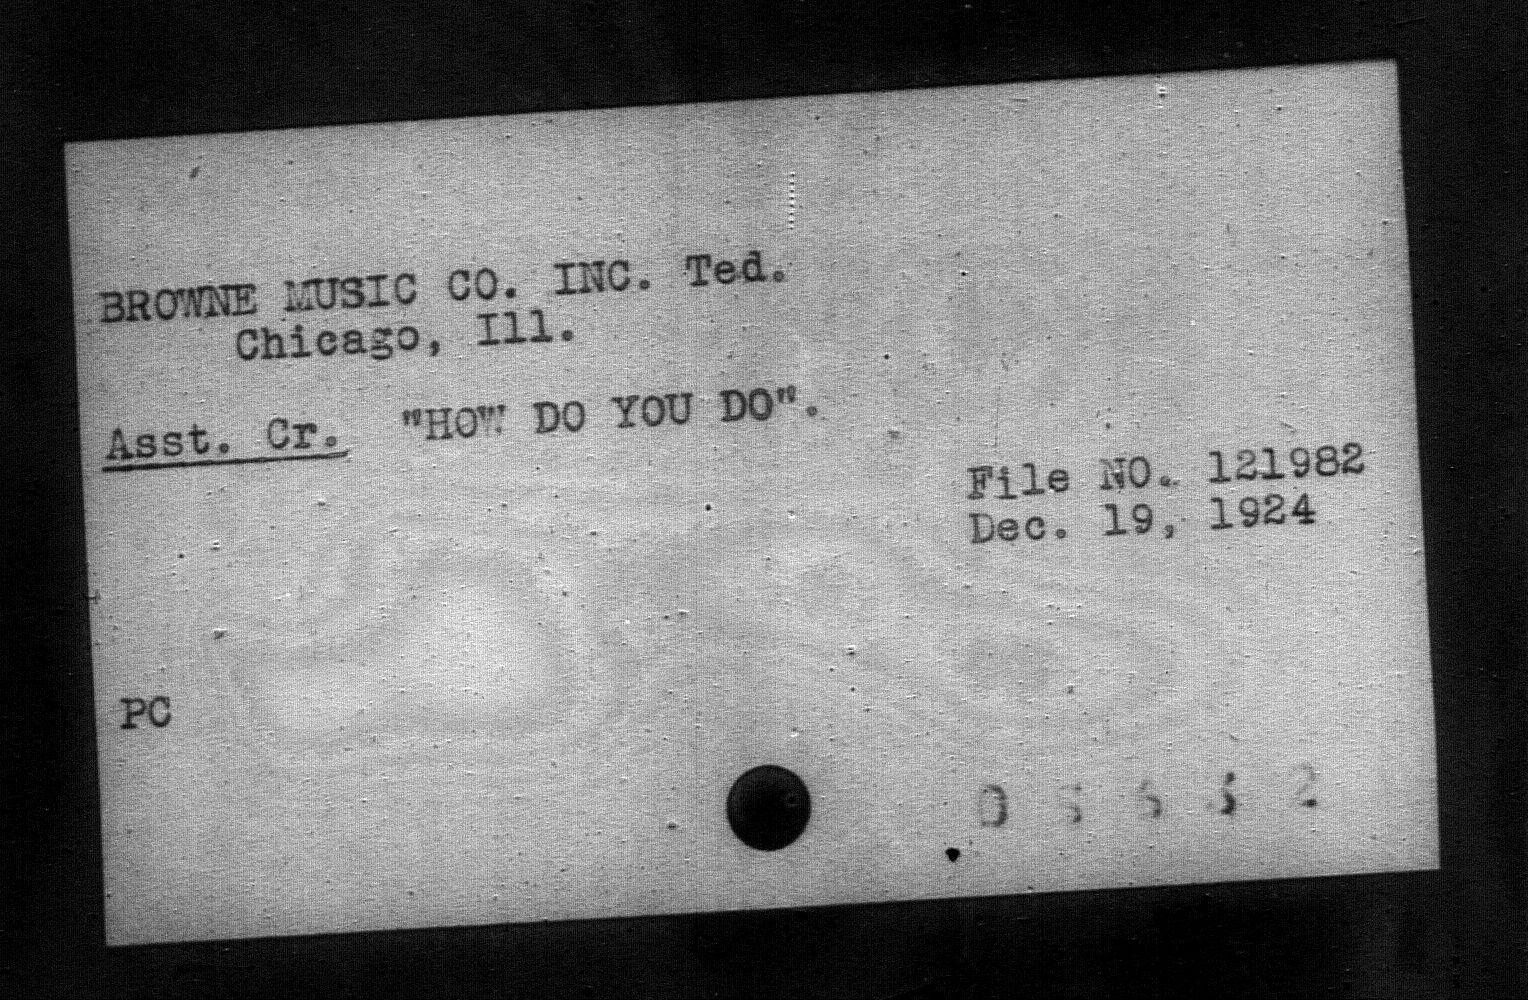 BROWNE MUSIC CO. INC. Ted.
Chicago, Ill.
Asst. Cr. "HOW DO YOU DO".
File NO. 121982
Dec. 19, 1924
PC